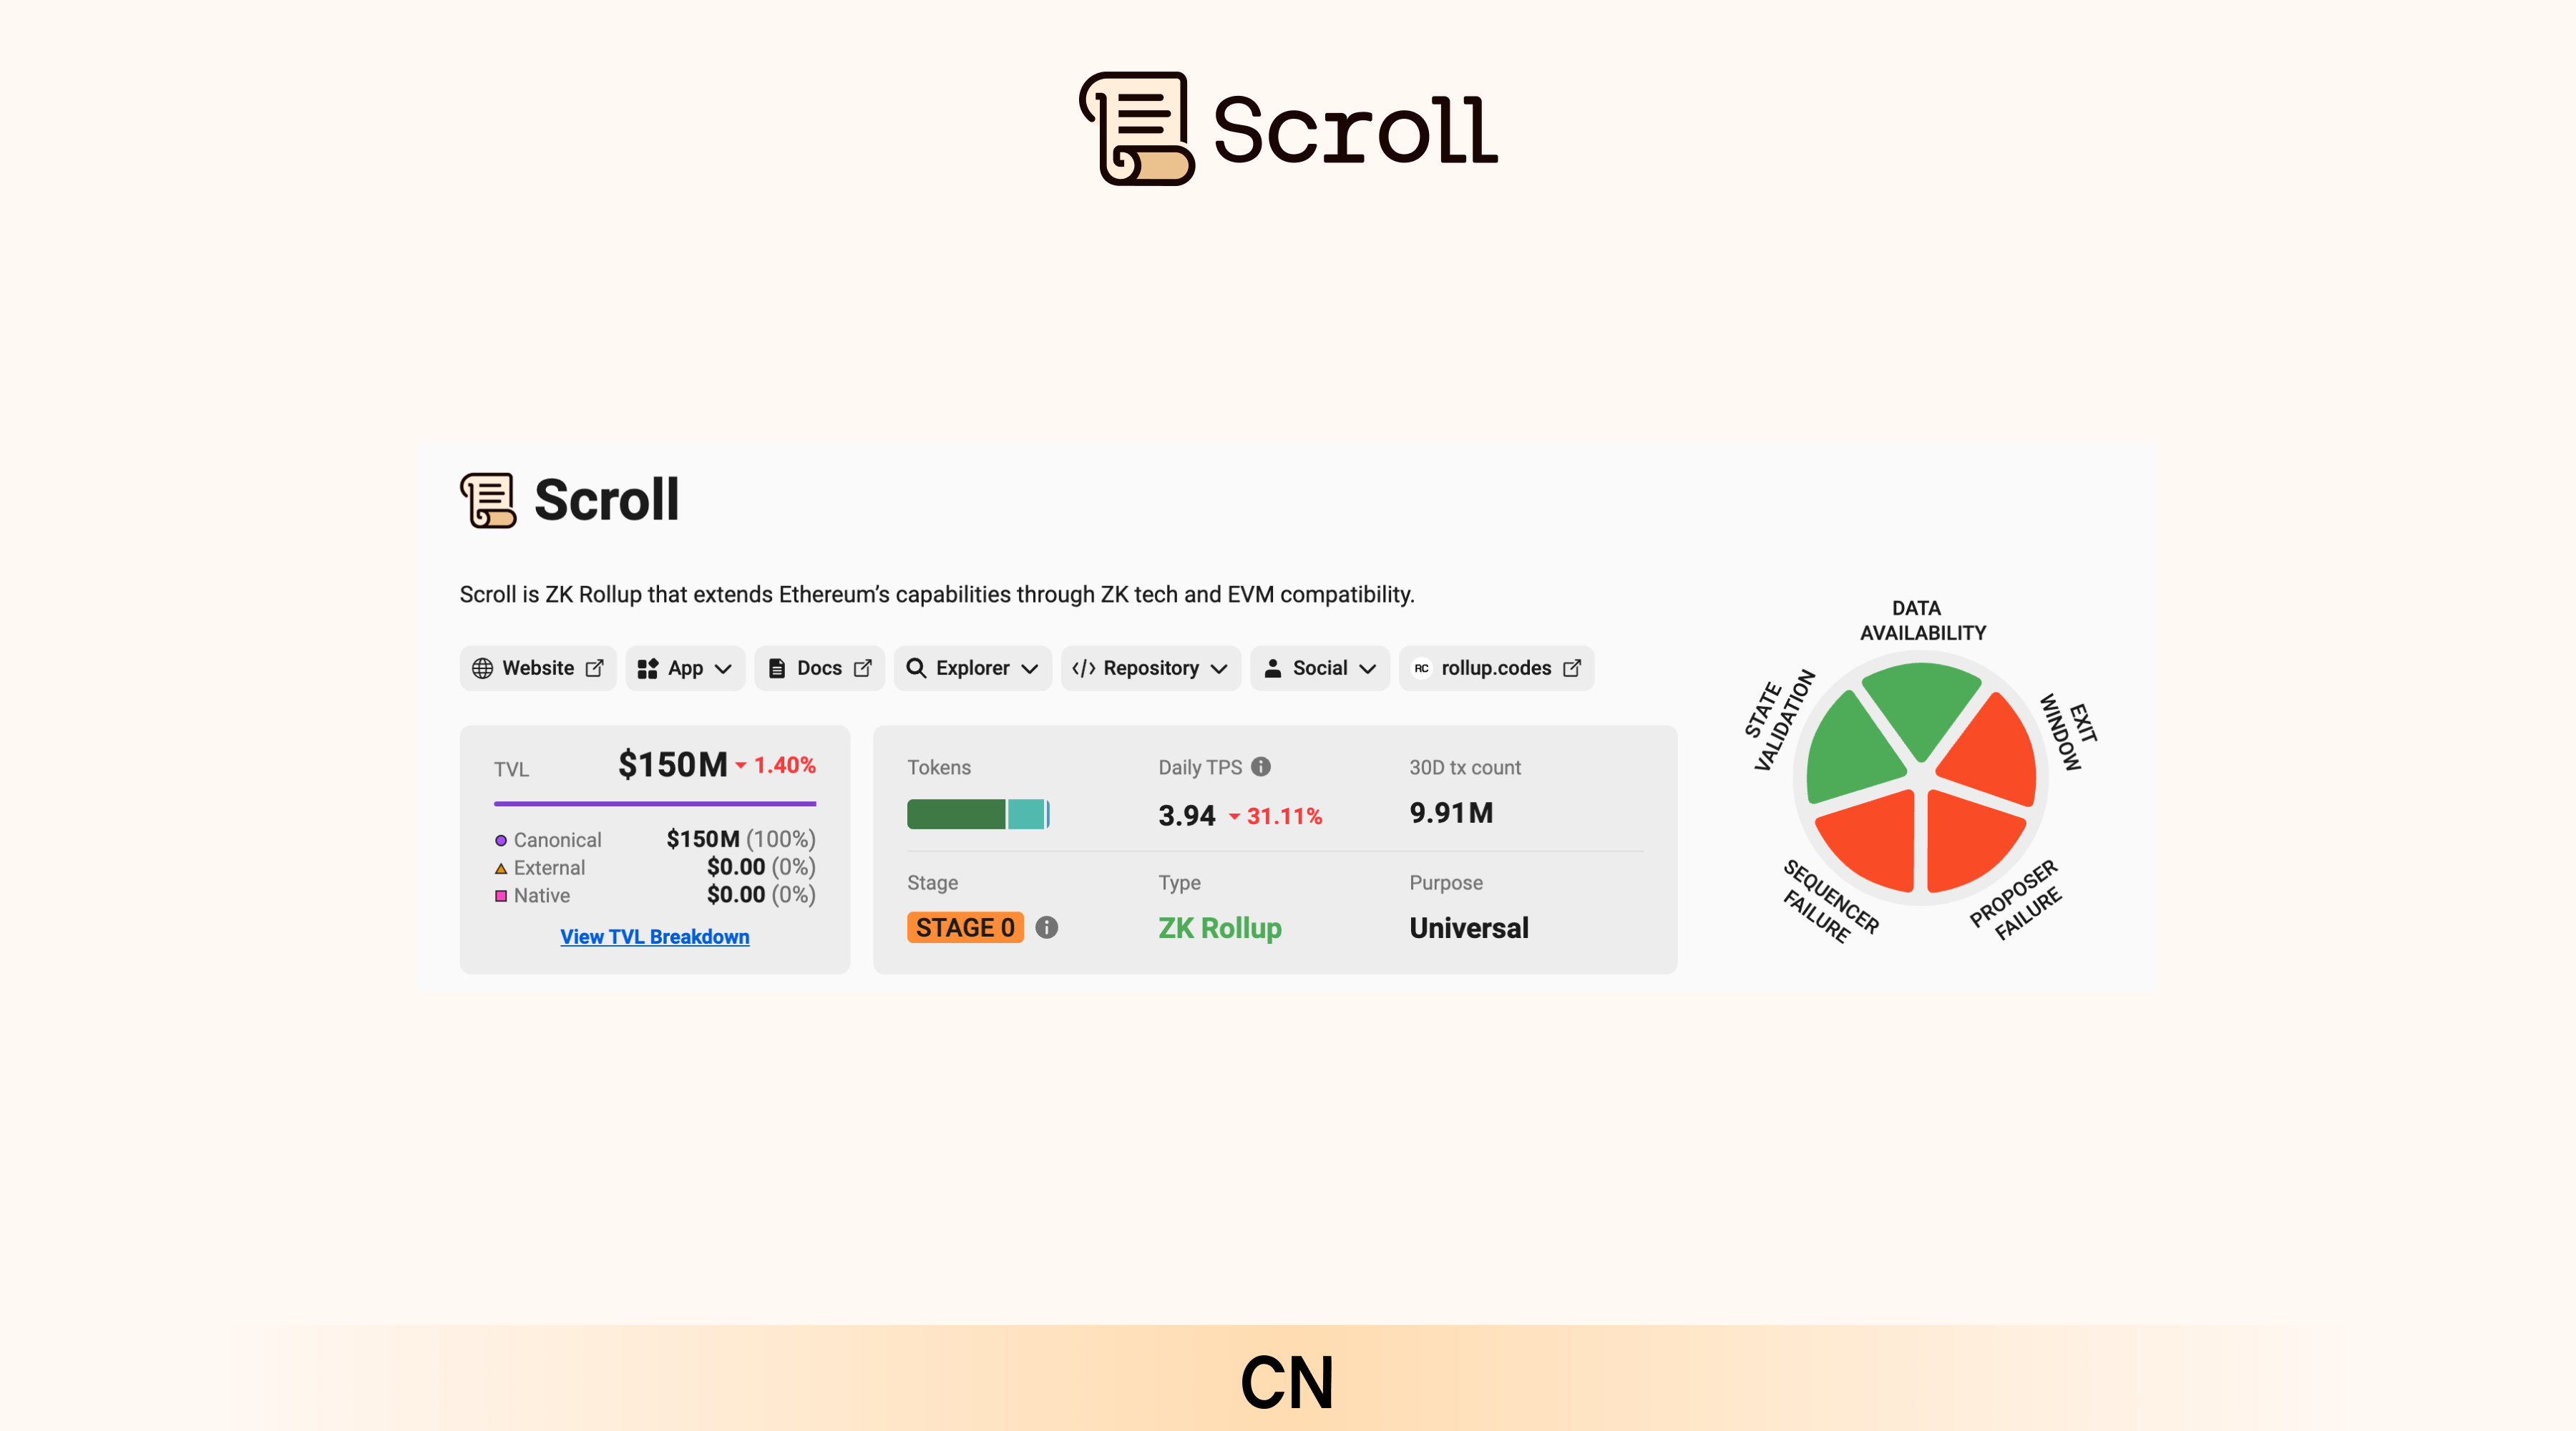 Scroll
Scroll
Scroll is ZK Rollup that extends Ethereum’s capabilities through ZK tech and EVM compatibility.
Website App Docs Explorer </> Repository Social RC rollup.codes
TVL $150M 1.40%
Canonical $150M (100%)
External $0.00 (0%)
Native $0.00 (0%)
View TVL Breakdown
Tokens Daily TPS 30D tx count
3.94 31.11% 9.91M
Stage Type Purpose
STAGE 0 ZK Rollup Universal
DATA
AVAILABILITY
STATE
VALIDATION
EXIT
WINDOW
SEQUENCER
FAILURE
PROPOSER
FAILURE
CN